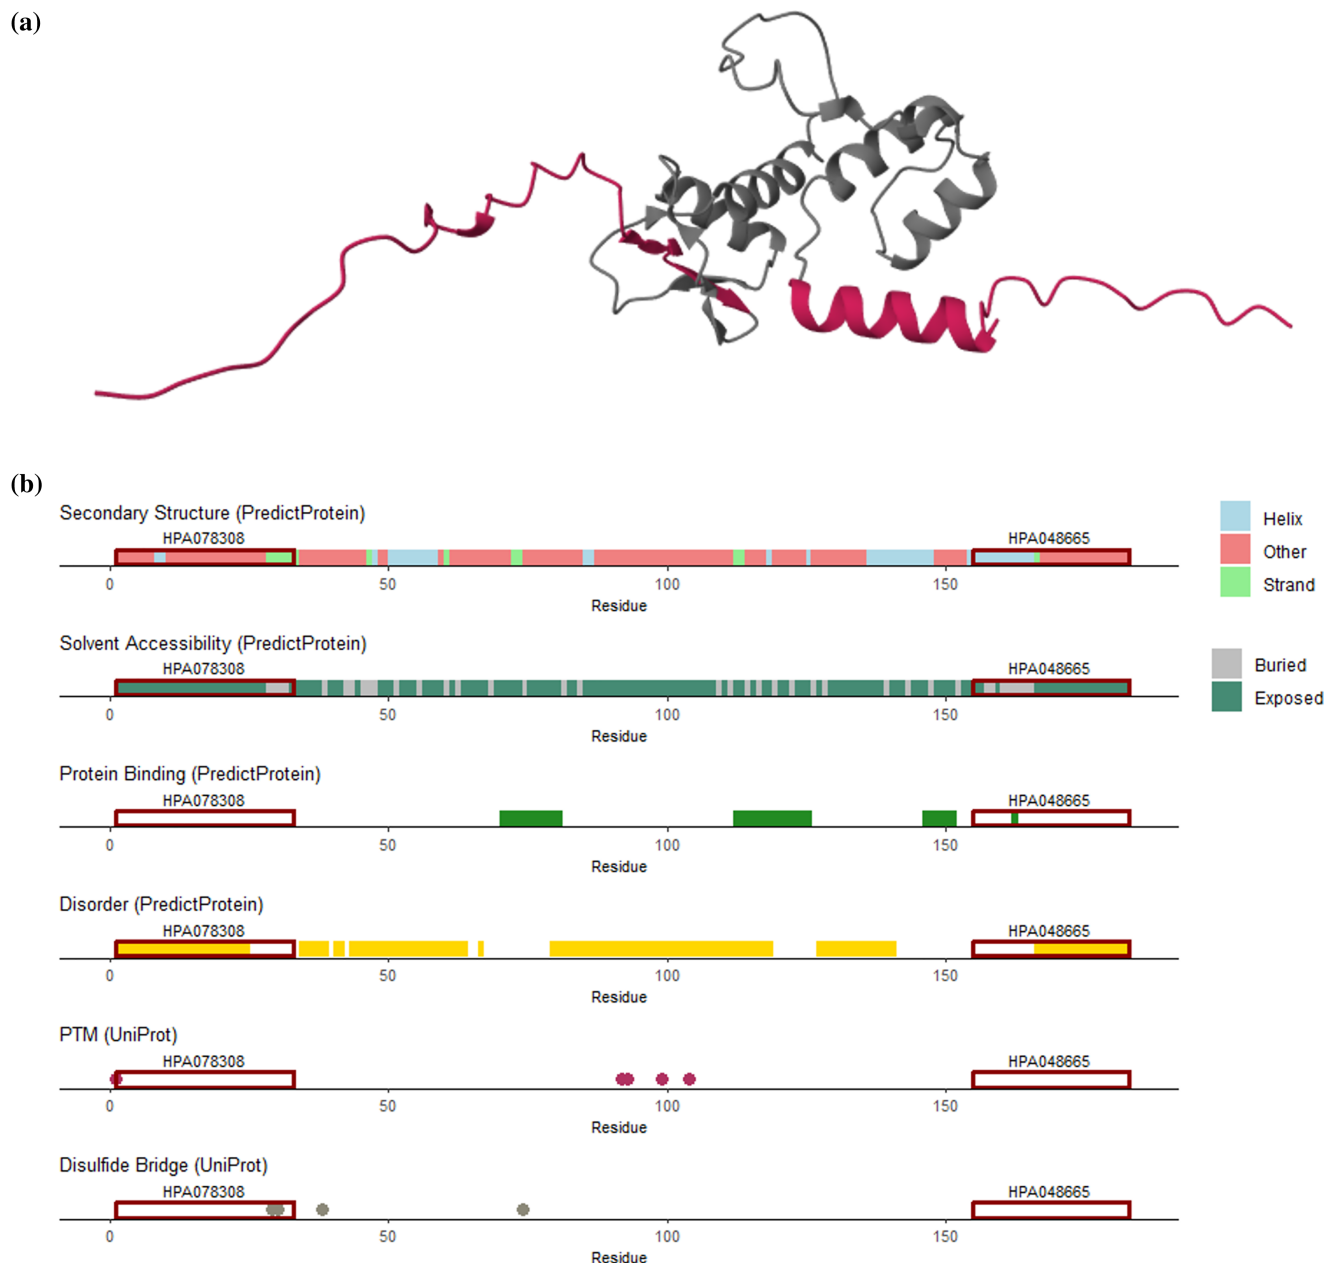 (a)
(b)
Secondary Structure (PredictProtein)
HPA078308 HPA048665
0 50 100 150
Residue
Helix
Other
Strand
Solvent Accessibility (PredictProtein)
HPA078308 HPA048665
0 50 100 150
Residue
Buried
Exposed
Protein Binding (PredictProtein)
HPA078308 HPA048665
0 50 100 150
Residue
Disorder (PredictProtein)
HPA078308 HPA048665
0 50 100 150
Residue
PTM (UniProt)
HPA078308 HPA048665
0 50 100 150
Residue
Disulfide Bridge (UniProt)
HPA078308 HPA048665
0 50 100 150
Residue